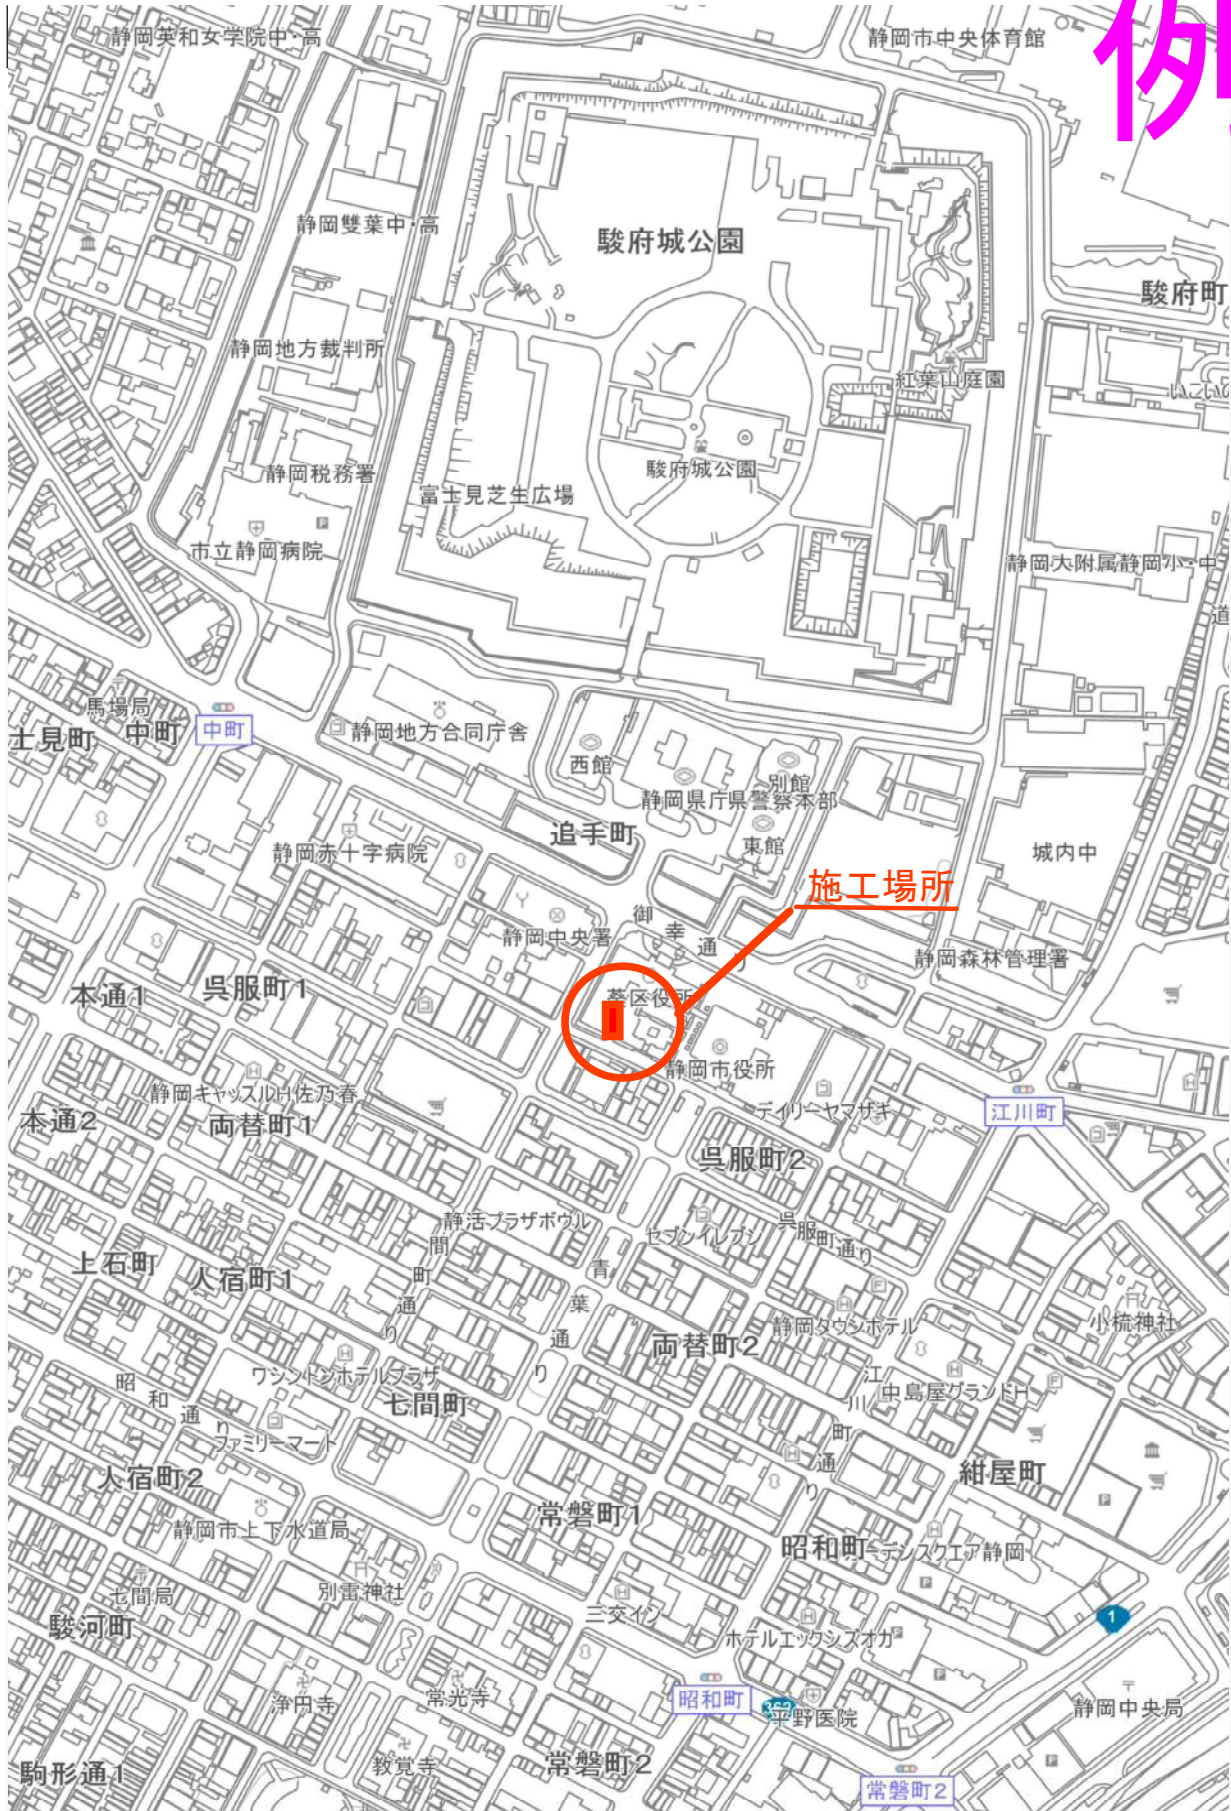 例
静岡英和女学院中・高
静岡市中央体育館
静岡雙葉中・高
駿府城公園
駿府町
静岡地方裁判所
紅葉山庭園
いこいの
静岡税務署
駿府城公園
富士見芝生広場
市立静岡病院
静岡大附属静岡小・中
道
馬場局
士見町
中町
中町
静岡地方合同庁舎
西館
別館
静岡県庁県警察本部
追手町
東館
静岡赤十字病院
城内中
施工場所
御幸通り
静岡中央署
静岡森林管理署
本通1
呉服町1
葵区役所
静岡市役所
静岡キャッスルH佐乃春
デイリーヤマザキ
江川町
本通2
両替町1
呉服町2
静活プラザボウル
セブンイレブン
呉服町通り
上石町
人宿町1
間町通り
青葉通り
小梳神社
静岡タウンホテル
両替町2
ワシントンホテルプラザ
江川町通り
中島屋グランドH
昭和通り
七間町
ファミリーマート
人宿町2
紺屋町
常磐町1
静岡市上下水道局
昭和町
ーデンスクエア静岡
七間局
別雷神社
三交イン
駿河町
ホテルエックシズオカ
1
浄円寺
常光寺
昭和町
362
平野医院
静岡中央局
駒形通1
教覚寺
常磐町2
常磐町2